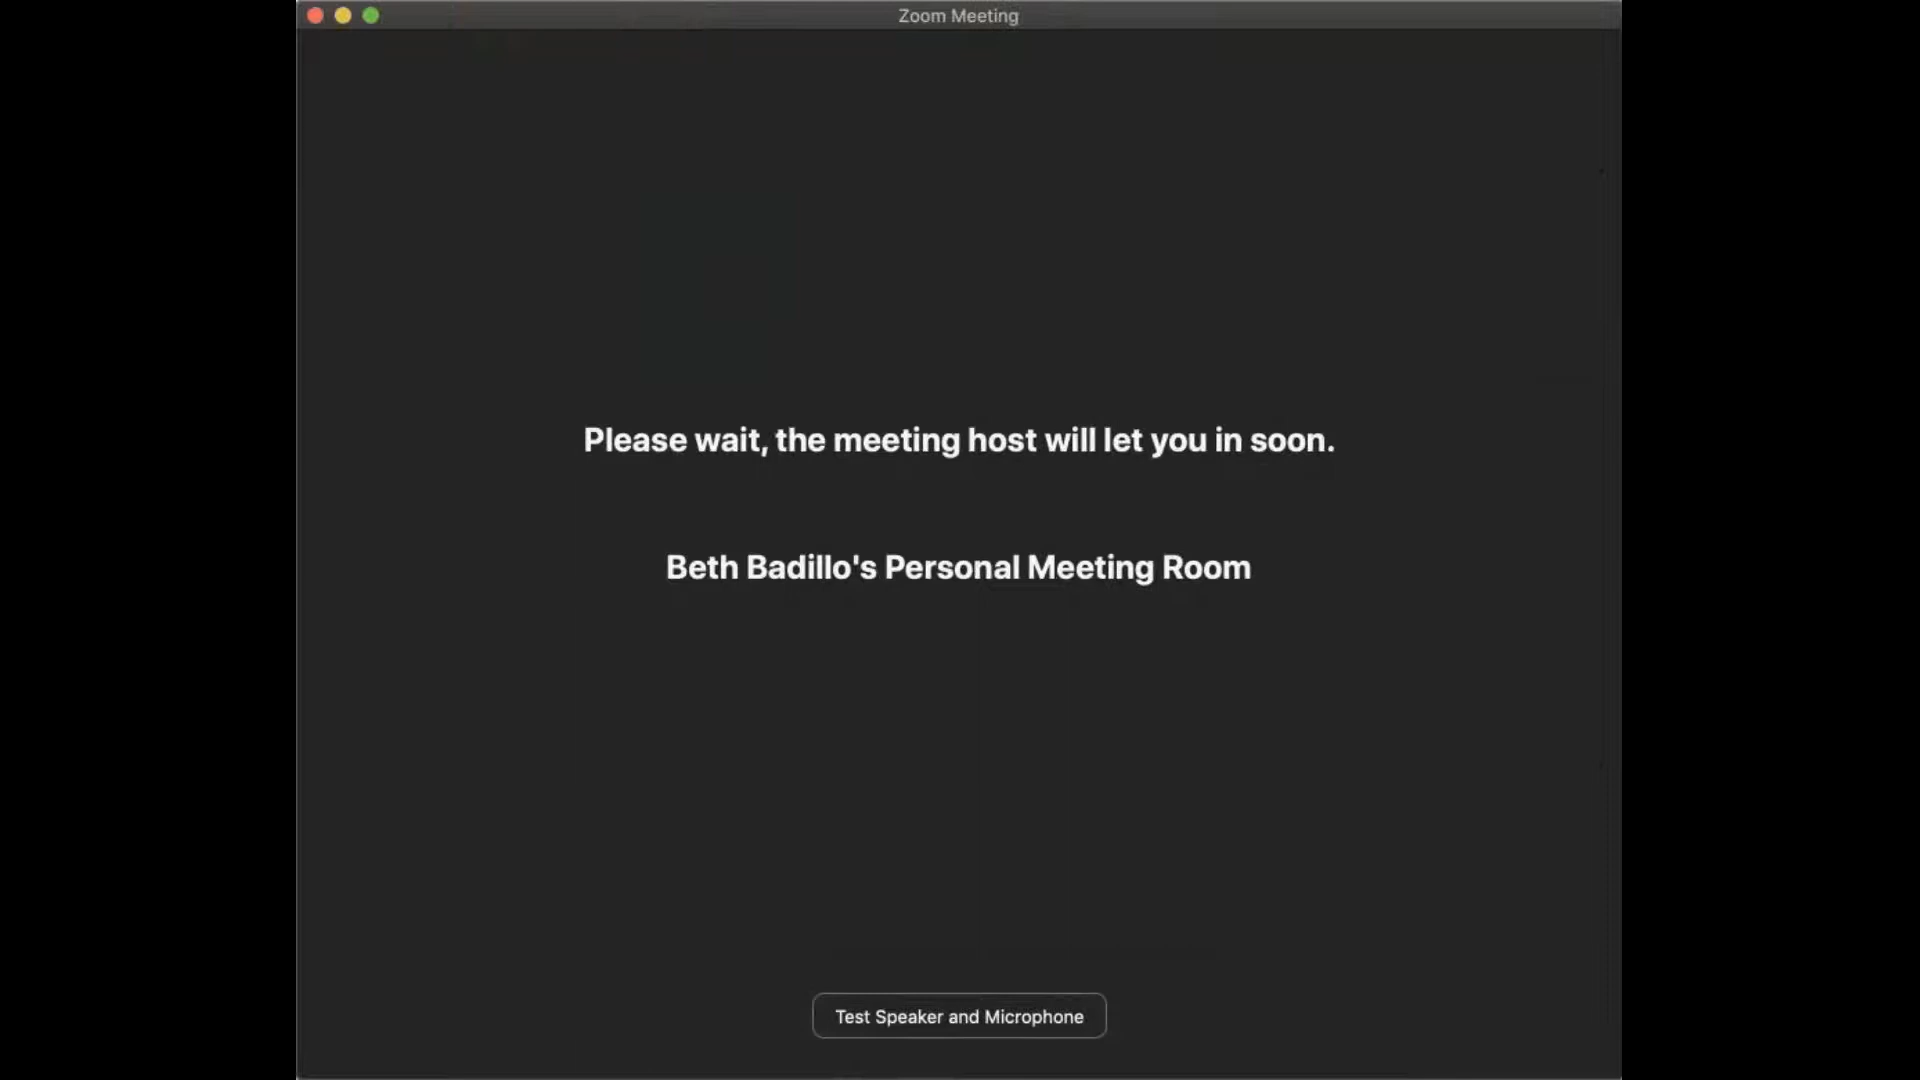 Zoom Meeting
Please wait, the meeting host will let you in soon.
Beth Badillo's Personal Meeting Room
Test Speaker and Microphone